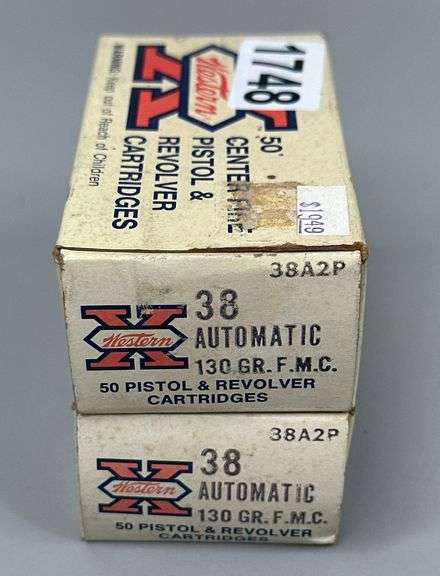 1748
Western
X
50
CENTER FIRE
PISTOL &
REVOLVER
CARTRIDGES
WARNING: Keep out of Reach of Children
$19.49
38A2P
X
Western
38
AUTOMATIC
130 GR. F.M.C.
50 PISTOL & REVOLVER
CARTRIDGES
38A2P
X
Western
38
AUTOMATIC
130 GR. F.M.C.
50 PISTOL & REVOLVER
CARTRIDGES